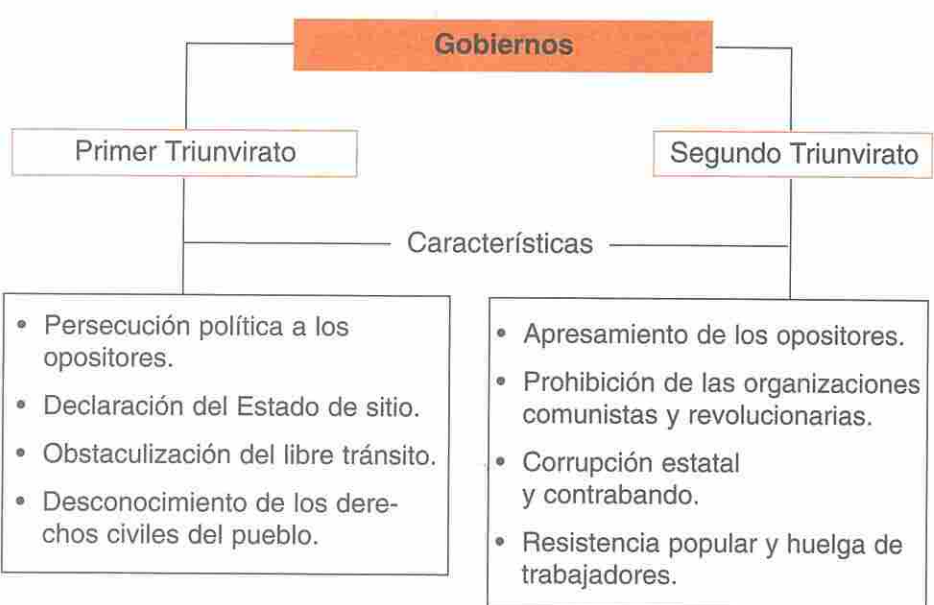 Gobiernos
Primer Triunvirato
Segundo Triunvirato
Características
• Persecución política a los
opositores.
• Declaración del Estado de sitio.
• Obstaculización del libre tránsito.
• Desconocimiento de los dere-
chos civiles del pueblo.
• Apresamiento de los opositores.
• Prohibición de las organizaciones
comunistas y revolucionarias.
• Corrupción estatal
y contrabando.
• Resistencia popular y huelga de
trabajadores.